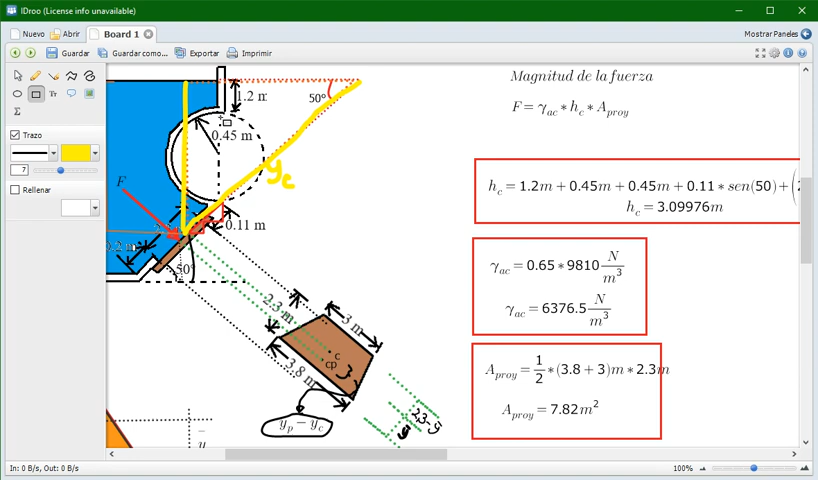 IDroo (License info unavailable)
Nuevo Abrir Board 1 Mostrar Paneles
Guardar Guardar como... Exportar Imprimir
Tr
Σ
Trazo
7
Rellenar
1.2 m
50°
0.45 m
y_c
F
0.11 m
0.2 m
50°
2.3 m
3 m
c
cp
3.8 m
y_p − y_c
2,3-ȳ
ȳ
Magnitud de la fuerza
F = γ_ac * h_c * A_proy
h_c = 1.2m + 0.45m + 0.45m + 0.11 * sen(50) + (2
h_c = 3.09976m
γ_ac = 0.65 * 9810 N/m³
γ_ac = 6376.5 N/m³
A_proy = 1/2 * (3.8 + 3)m * 2.3m
A_proy = 7.82m²
In: 0 B/s, Out: 0 B/s 100%